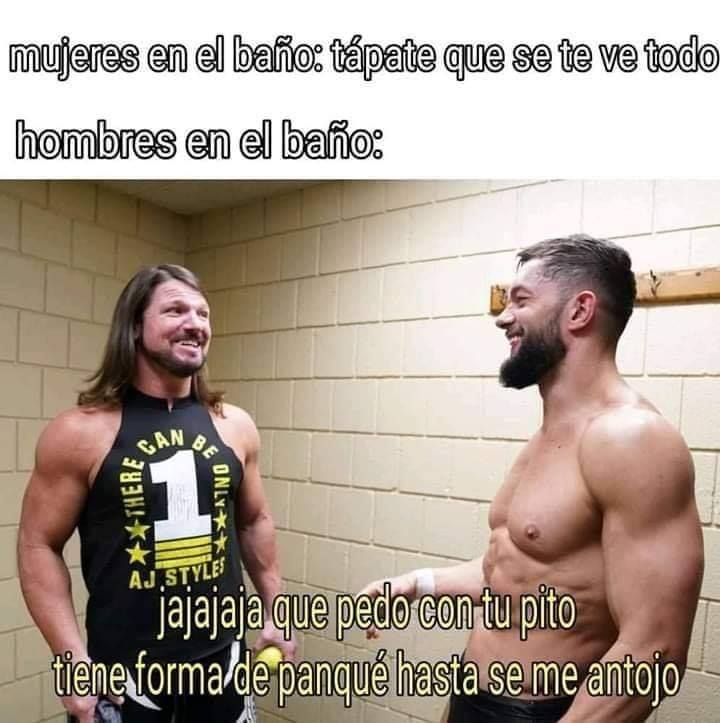 mujeres en el baño: tápate que se te ve todo
hombres en el baño:
THERE CAN BE ONLY
1
AJ STYLES
jajajaja que pedo con tu pito
tiene forma de panqué hasta se me antojo